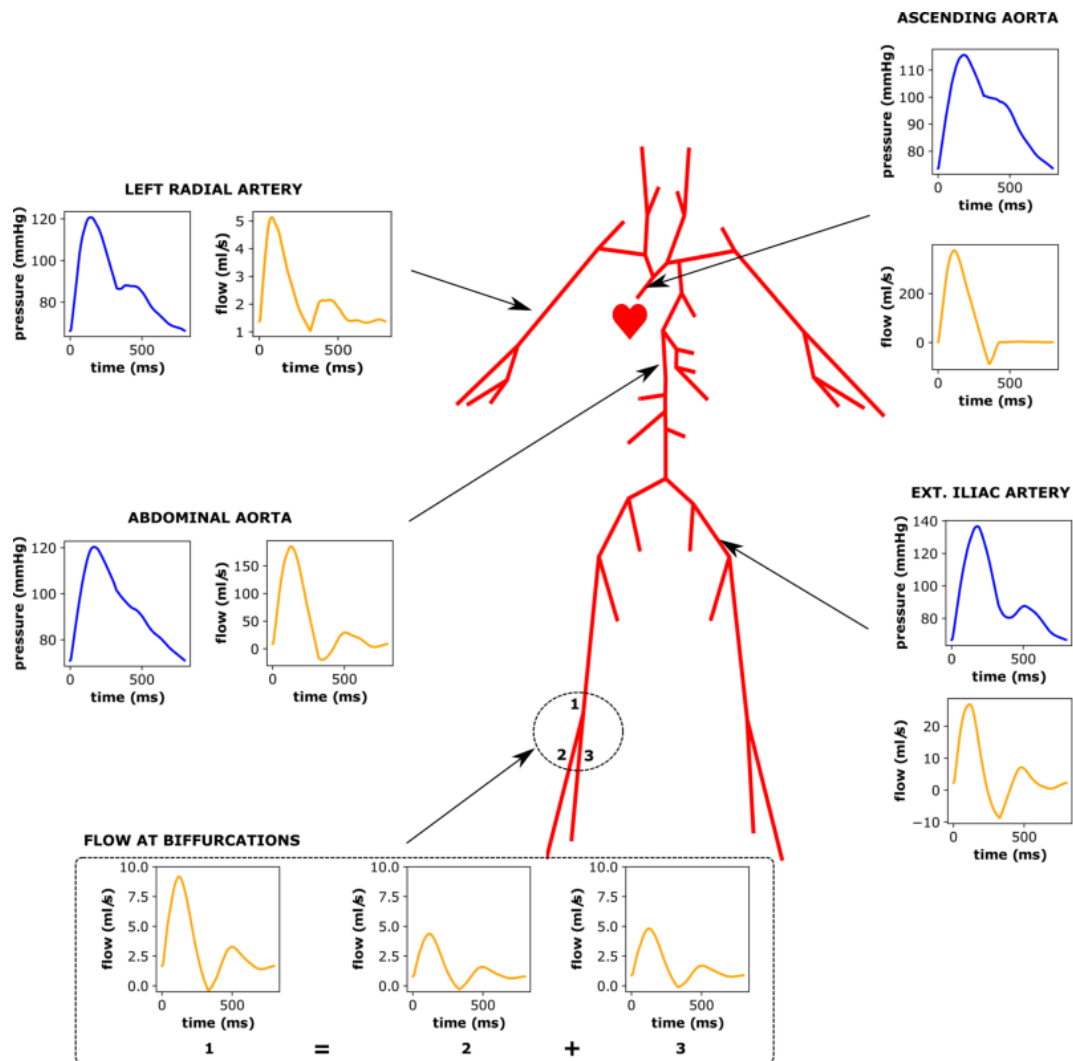 ASCENDING AORTA
pressure (mmHg)
110
100
90
80
0 500
time (ms)
flow (ml/s)
200
0
0 500
time (ms)
LEFT RADIAL ARTERY
pressure (mmHg)
120
100
80
0 500
time (ms)
flow (ml/s)
5
4
3
2
1
0 500
time (ms)
ABDOMINAL AORTA
pressure (mmHg)
120
100
80
0 500
time (ms)
flow (ml/s)
150
100
50
0
0 500
time (ms)
EXT. ILIAC ARTERY
pressure (mmHg)
140
120
100
80
0 500
time (ms)
flow (ml/s)
20
10
0
−10
0 500
time (ms)
1
2 3
FLOW AT BIFFURCATIONS
flow (ml/s)
10.0
7.5
5.0
2.5
0.0
0 500
time (ms)
flow (ml/s)
10.0
7.5
5.0
2.5
0.0
0 500
time (ms)
flow (ml/s)
10.0
7.5
5.0
2.5
0.0
0 500
time (ms)
1 = 2 + 3